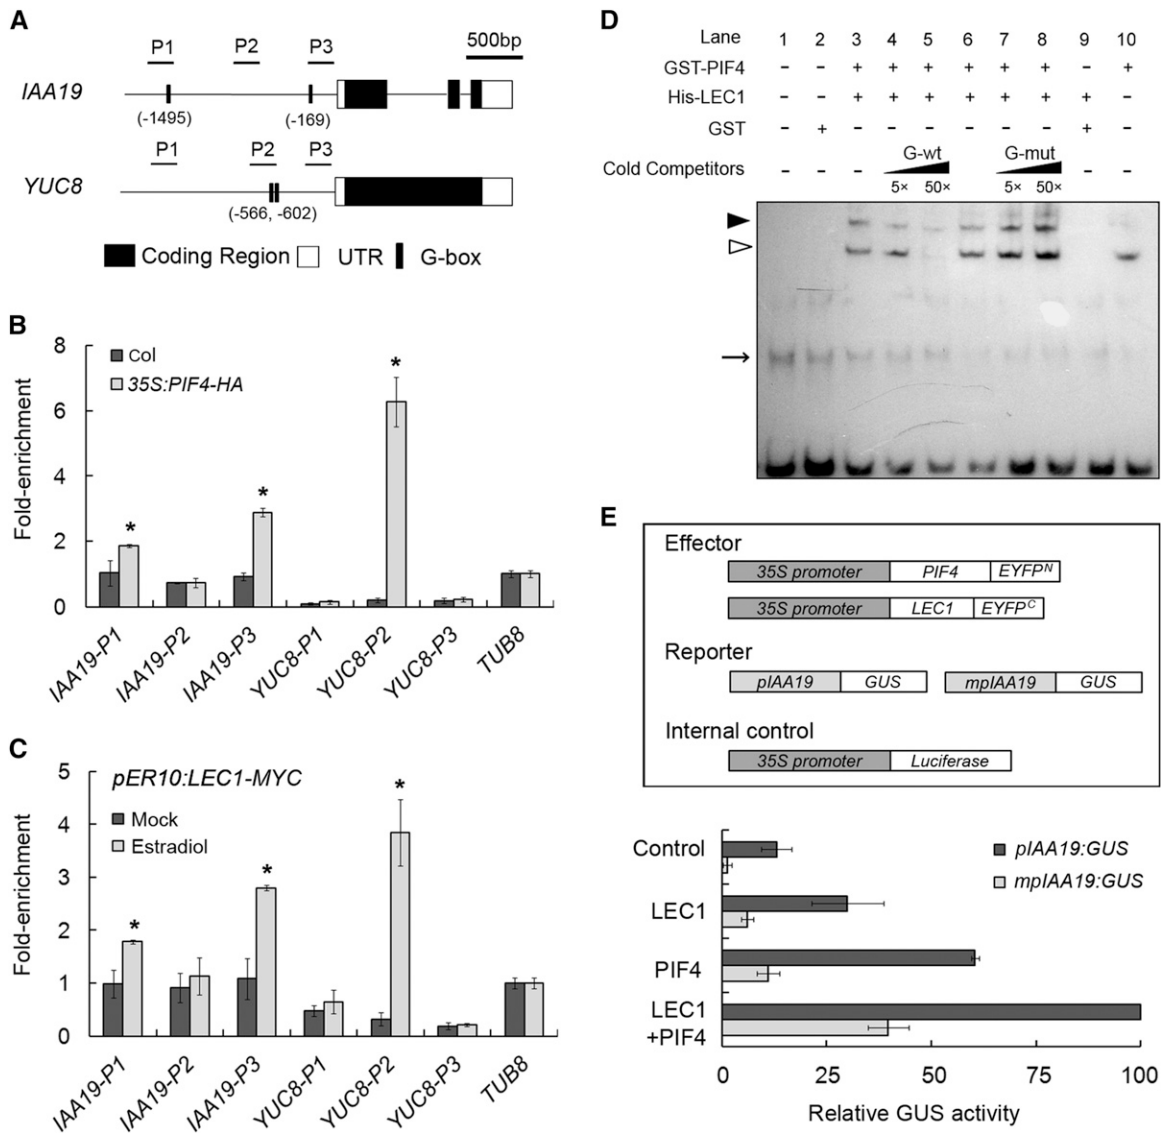 A
P1 P2 P3 500bp
IAA19
(-1495) (-169)
P1 P2 P3
YUC8
(-566, -602)
Coding Region UTR G-box
B
Fold-enrichment
8
6
4
2
0
Col
35S:PIF4-HA
* * *
IAA19-P1 IAA19-P2 IAA19-P3 YUC8-P1 YUC8-P2 YUC8-P3 TUB8
C
Fold-enrichment
5
4
3
2
1
0
pER10:LEC1-MYC
Mock
Estradiol
* * *
IAA19-P1 IAA19-P2 IAA19-P3 YUC8-P1 YUC8-P2 YUC8-P3 TUB8
D
Lane 1 2 3 4 5 6 7 8 9 10
GST-PIF4 – – + + + + + + – +
His-LEC1 – – + + + + + + + –
GST – + – – – – – – + –
G-wt G-mut
Cold Competitors – – – – – –
5× 50× 5× 50×
E
Effector
35S promoter PIF4 EYFPᴺ
35S promoter LEC1 EYFPᶜ
Reporter
pIAA19 GUS mpIAA19 GUS
Internal control
35S promoter Luciferase
Control
LEC1
PIF4
LEC1
+PIF4
pIAA19:GUS
mpIAA19:GUS
0 25 50 75 100
Relative GUS activity